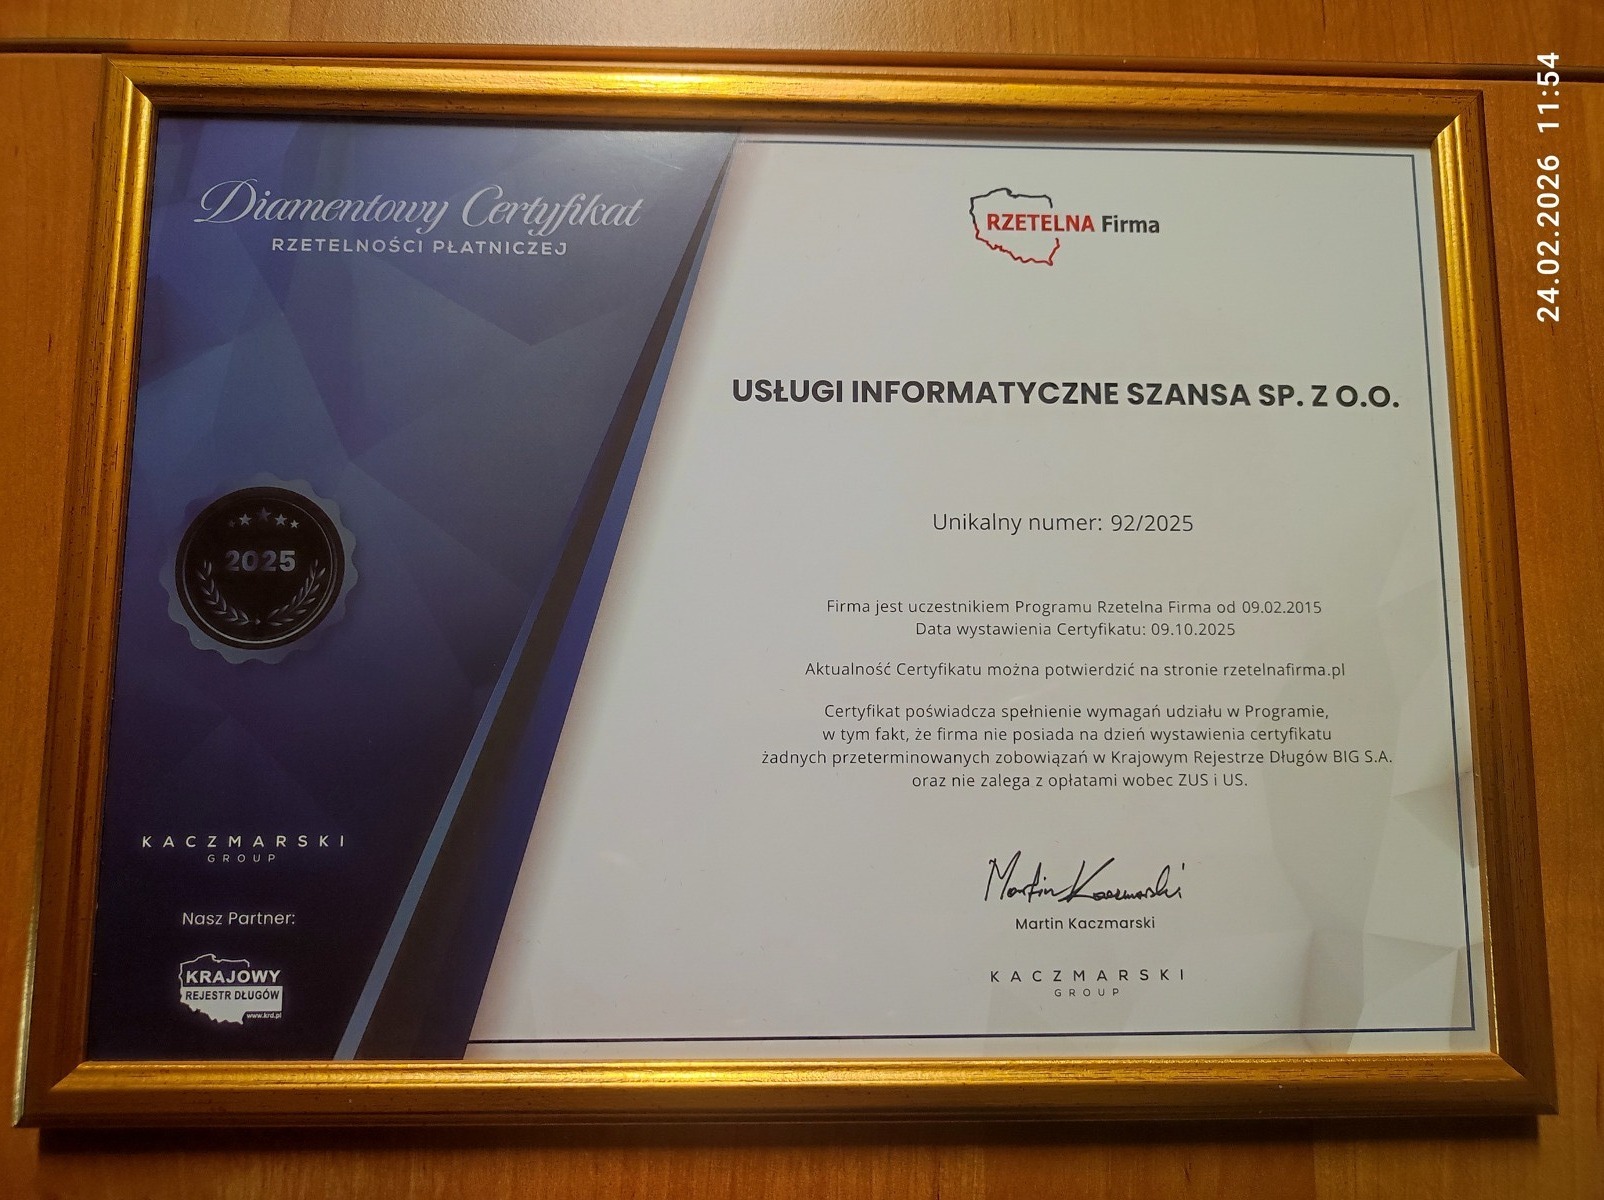 Diamentowy Certyfikat
RZETELNOŚCI PŁATNICZEJ
2025
KACZMARSKI
GROUP
Nasz Partner:
KRAJOWY
REJESTR DŁUGÓW
www.krd.pl
RZETELNA Firma
USŁUGI INFORMATYCZNE SZANSA SP. Z O.O.
Unikalny numer: 92/2025
Firma jest uczestnikiem Programu Rzetelna Firma od 09.02.2015
Data wystawienia Certyfikatu: 09.10.2025
Aktualność Certyfikatu można potwierdzić na stronie rzetelnafirma.pl
Certyfikat poświadcza spełnienie wymagań udziału w Programie,
w tym fakt, że firma nie posiada na dzień wystawienia certyfikatu
żadnych przeterminowanych zobowiązań w Krajowym Rejestrze Długów BIG S.A.
oraz nie zalega z opłatami wobec ZUS i US.
Martin Kaczmarski
Martin Kaczmarski
KACZMARSKI
GROUP
24.02.2026 11:54